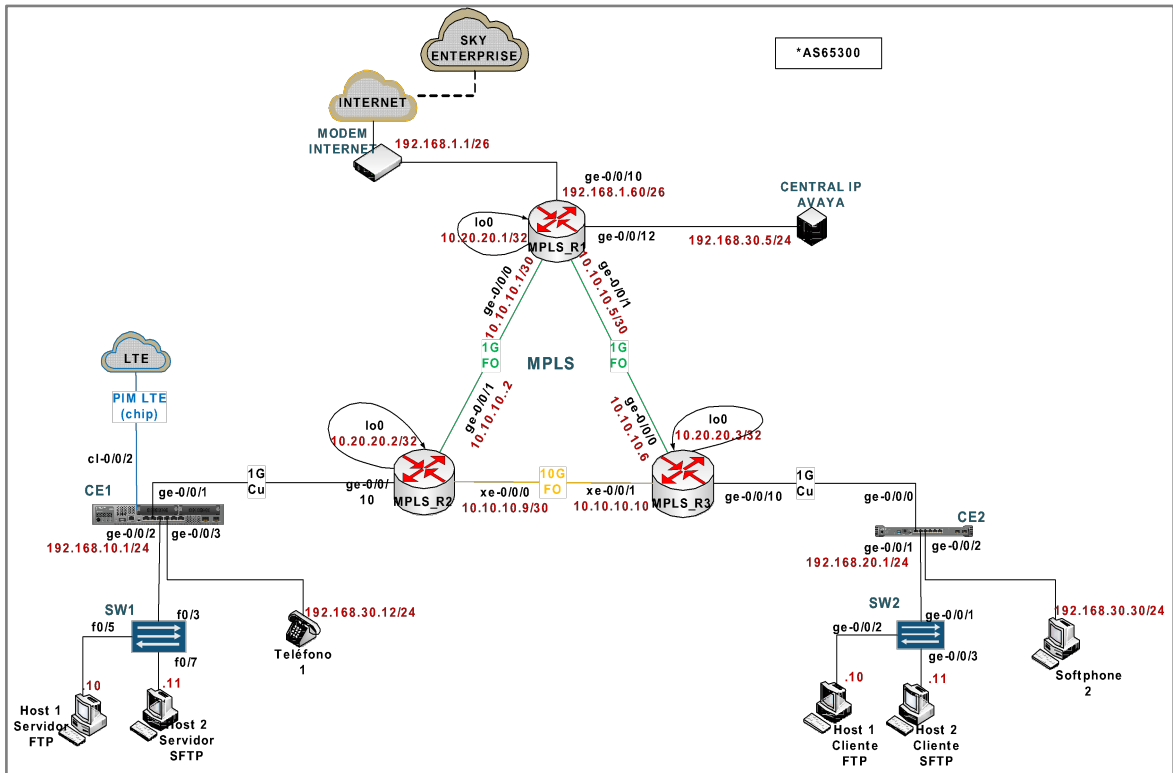 SKY
ENTERPRISE
*AS65300
INTERNET
MODEM
INTERNET
192.168.1.1/26
ge-0/0/10
192.168.1.60/26
CENTRAL IP
AVAYA
lo0
10.20.20.1/32
MPLS_R1
ge-0/0/12
192.168.30.5/24
ge-0/0/0
10.10.10.1/30
ge-0/0/1
10.10.10.5/30
1G
FO
MPLS
1G
FO
LTE
PIM LTE
(chip)
ge-0/0/1
10.10.10..2
ge-0/0/0
10.10.10.6
lo0
10.20.20.2/32
lo0
10.20.20.3/32
cl-0/0/2
CE1
ge-0/0/1
1G
Cu
ge-0/0/
10
MPLS_R2
xe-0/0/0
10.10.10.9/30
10G
FO
xe-0/0/1
10.10.10.10
MPLS_R3
ge-0/0/10
1G
Cu
ge-0/0/0
CE2
ge-0/0/2
ge-0/0/3
192.168.10.1/24
ge-0/0/1
ge-0/0/2
192.168.20.1/24
SW1
f0/3
f0/5
f0/7
192.168.30.12/24
Teléfono
1
SW2
ge-0/0/1
ge-0/0/2
ge-0/0/3
192.168.30.30/24
Softphone
2
.10
.11
Host 1
Servidor
FTP
Host 2
Servidor
SFTP
.10
.11
Host 1
Cliente
FTP
Host 2
Cliente
SFTP